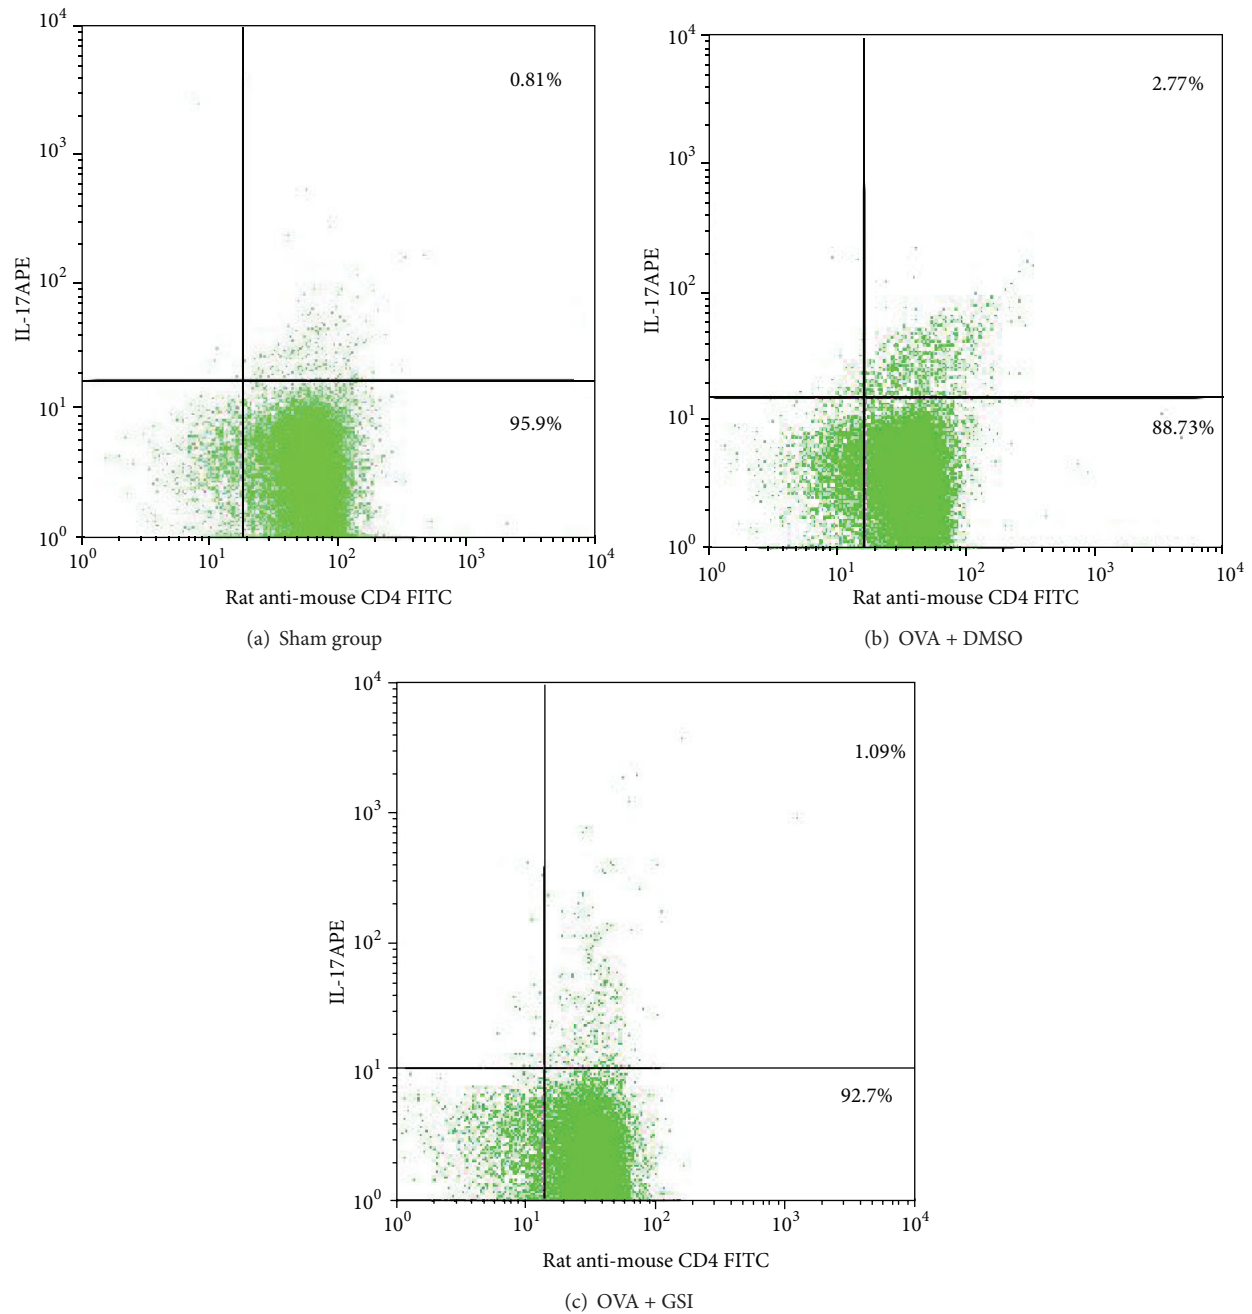 10^4
0.81%
10^3
IL-17APE
10^2
10^1
95.9%
10^0
10^0 10^1 10^2 10^3 10^4
Rat anti-mouse CD4 FITC
(a) Sham group
10^4
2.77%
10^3
IL-17APE
10^2
10^1
88.73%
10^0
10^0 10^1 10^2 10^3 10^4
Rat anti-mouse CD4 FITC
(b) OVA + DMSO
10^4
1.09%
10^3
IL-17APE
10^2
10^1
92.7%
10^0
10^0 10^1 10^2 10^3 10^4
Rat anti-mouse CD4 FITC
(c) OVA + GSI